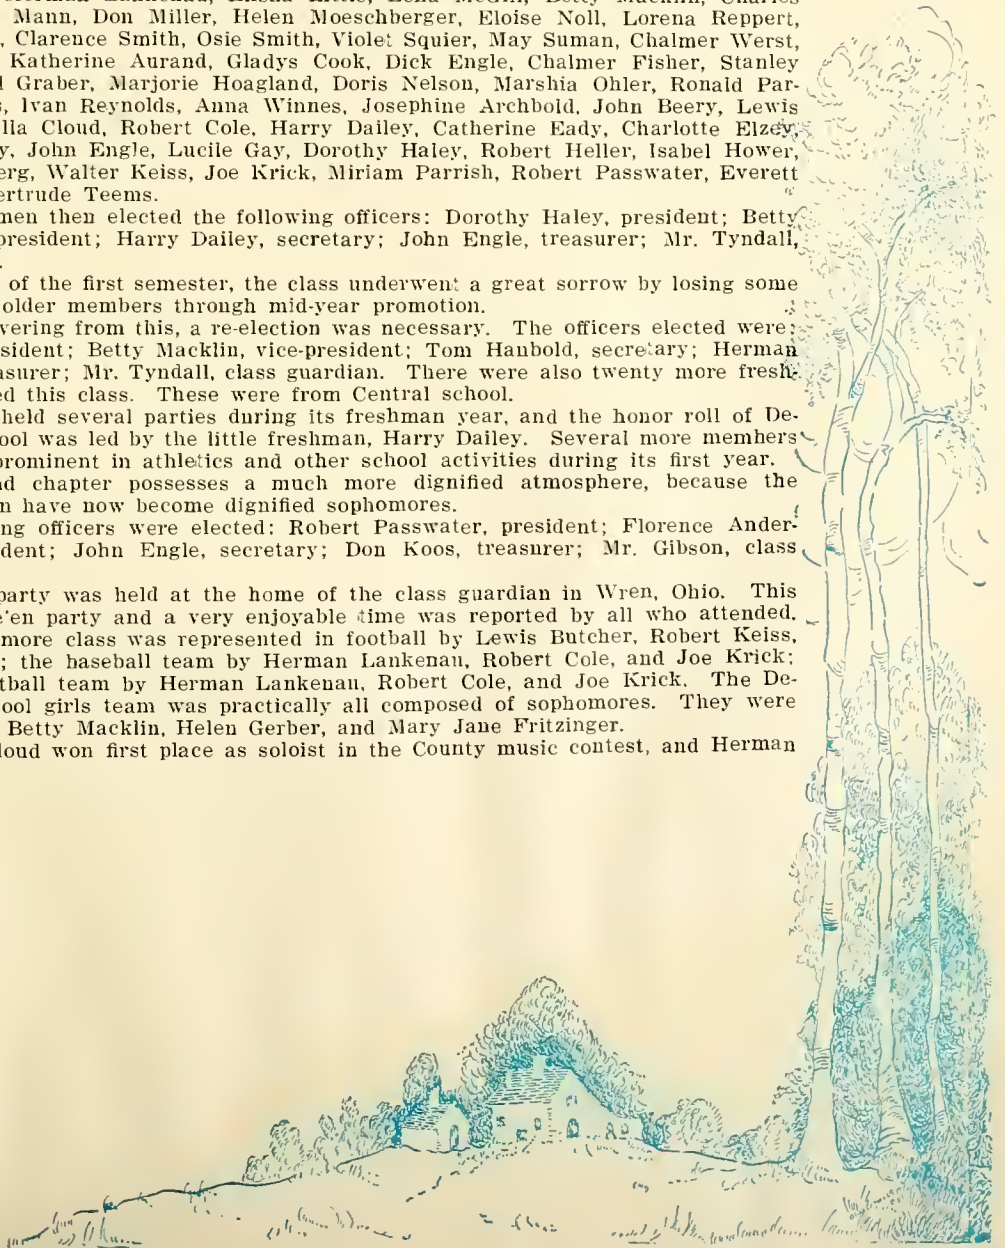 Mann, Don Miller, Helen Moeschberger, Eloise Noll, Lorena Reppert,
, Clarence Smith, Osie Smith, Violet Squier, May Suman, Chalmer Werst,
Katherine Aurand, Gladys Cook, Dick Engle, Chalmer Fisher, Stanley
l Graber, Marjorie Hoagland, Doris Nelson, Marshia Ohler, Ronald Par-
s, Ivan Reynolds, Anna Winnes, Josephine Archbold, John Beery, Lewis
lla Cloud, Robert Cole, Harry Dailey, Catherine Eady, Charlotte Elzey,
y, John Engle, Lucile Gay, Dorothy Haley, Robert Heller, Isabel Hower,
erg, Walter Keiss, Joe Krick, Miriam Parrish, Robert Passwater, Everett
ertrude Teems.
men then elected the following officers: Dorothy Haley, president; Betty
president; Harry Dailey, secretary; John Engle, treasurer; Mr. Tyndall,
.
of the first semester, the class underwent a great sorrow by losing some
older members through mid-year promotion.
vering from this, a re-election was necessary. The officers elected were:
sident; Betty Macklin, vice-president; Tom Haubold, secretary; Herman
asurer; Mr. Tyndall, class guardian. There were also twenty more fresh-
ed this class. These were from Central school.
held several parties during its freshman year, and the honor roll of De-
ool was led by the little freshman, Harry Dailey. Several more members
prominent in athletics and other school activities during its first year.
nd chapter possesses a much more dignified atmosphere, because the
n have now become dignified sophomores.
ng officers were elected: Robert Passwater, president; Florence Ander-
dent; John Engle, secretary; Don Koos, treasurer; Mr. Gibson, class
party was held at the home of the class guardian in Wren, Ohio. This
e'en party and a very enjoyable time was reported by all who attended.
more class was represented in football by Lewis Butcher, Robert Keiss,
; the baseball team by Herman Lankenau, Robert Cole, and Joe Krick;
tball team by Herman Lankenau, Robert Cole, and Joe Krick. The De-
ool girls team was practically all composed of sophomores. They were
Betty Macklin, Helen Gerber, and Mary Jane Fritzinger.
loud won first place as soloist in the County music contest, and Herman